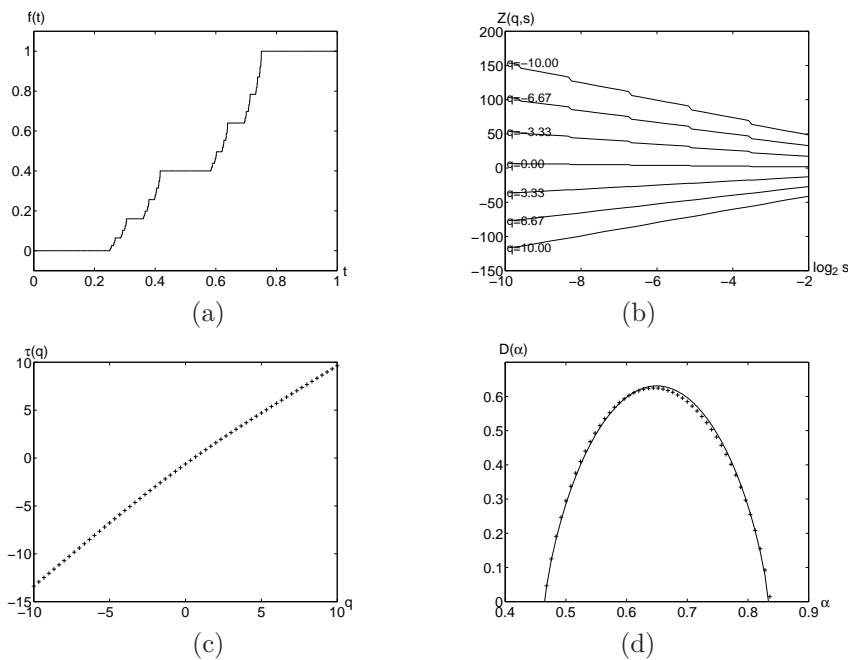 f(t)
1
0.8
0.6
0.4
0.2
0
0 0.2 0.4 0.6 0.8 1
t
(a)
Z(q,s)
200
150
100
50
0
−50
−100
−150
q=−10.00
q=−6.67
q=−3.33
q=0.00
q=3.33
q=6.67
q=10.00
−10 −8 −6 −4 −2
log₂ s
(b)
τ(q)
10
5
0
−5
−10
−15
−10 −5 0 5 10
q
(c)
D(α)
0.6
0.5
0.4
0.3
0.2
0.1
0
0.4 0.5 0.6 0.7 0.8 0.9
α
(d)